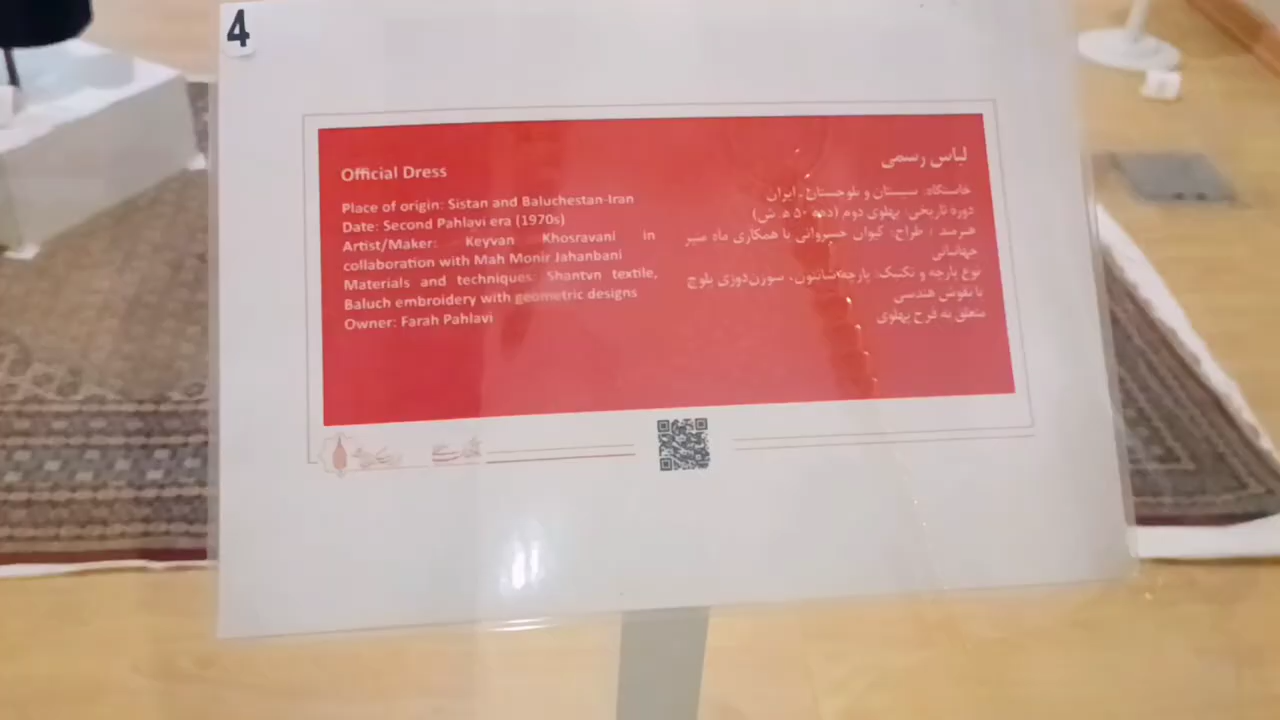 4
Official Dress
Place of origin: Sistan and Baluchestan-Iran
Date: Second Pahlavi era (1970s)
Artist/Maker: Keyvan Khosravani in
collaboration with Mah Monir Jahanbani
Materials and techniques: Shantvn textile,
Baluch embroidery with geometric designs
Owner: Farah Pahlavi
لباس رسمی
خاستگاه: سیستان و بلوچستان - ایران
دوره تاریخی: پهلوی دوم (دهه ۵۰ ه. ش)
هنرمند / طراح: کیوان خسروانی با همکاری ماه منیر
جهانبانی
نوع پارچه و تکنیک: پارچه شانتون، سوزن‌دوزی بلوچ
با نقوش هندسی
متعلق به فرح پهلوی